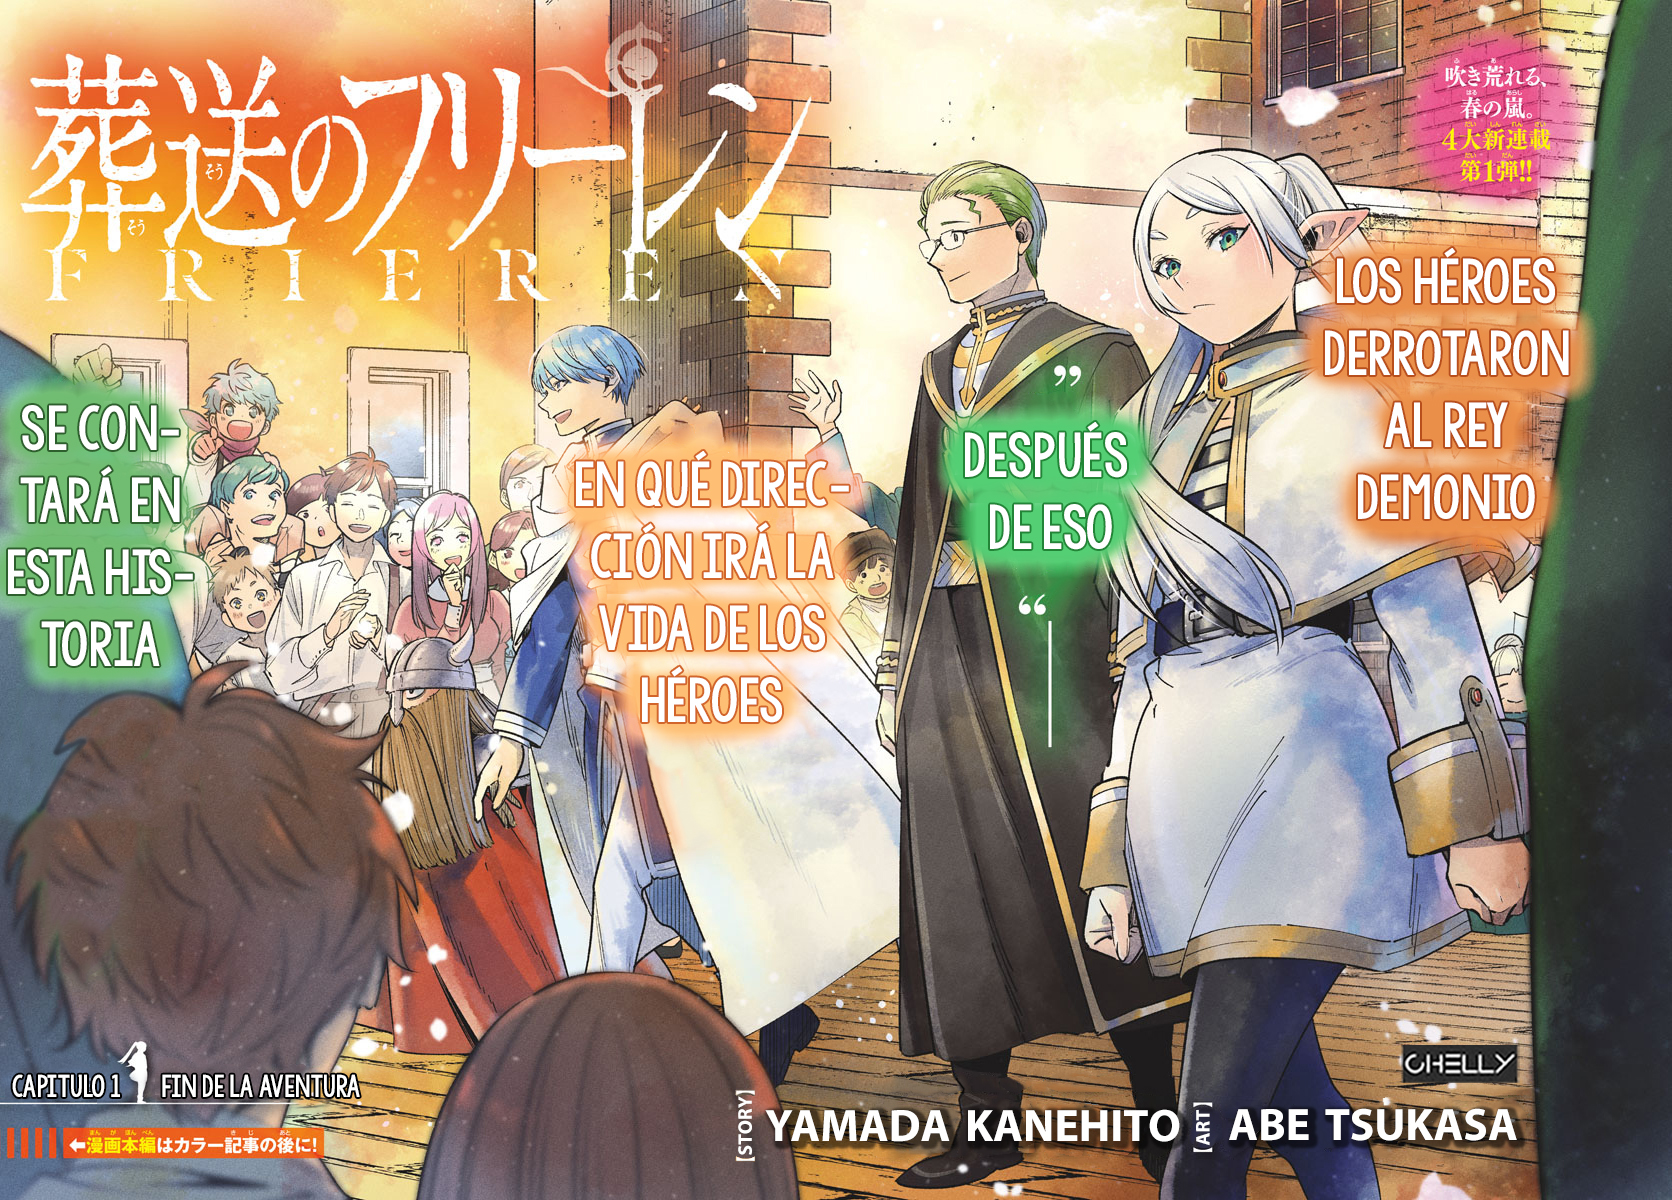 葬送のフリーレン
FRIEREN
吹き荒れる、
春の嵐。
4大新連載
第1弾!!
LOS HÉROES
DERROTARON
AL REY
DEMONIO
”
DESPUÉS
DE ESO
“
EN QUÉ DIREC-
CIÓN IRÁ LA
VIDA DE LOS
HÉROES
SE CON-
TARÁ EN
ESTA HIS-
TORIA
CAPITULO 1 FIN DE LA AVENTURA
←漫画本編はカラー記事の後に!
[STORY] YAMADA KANEHITO [ART] ABE TSUKASA
CHELLY